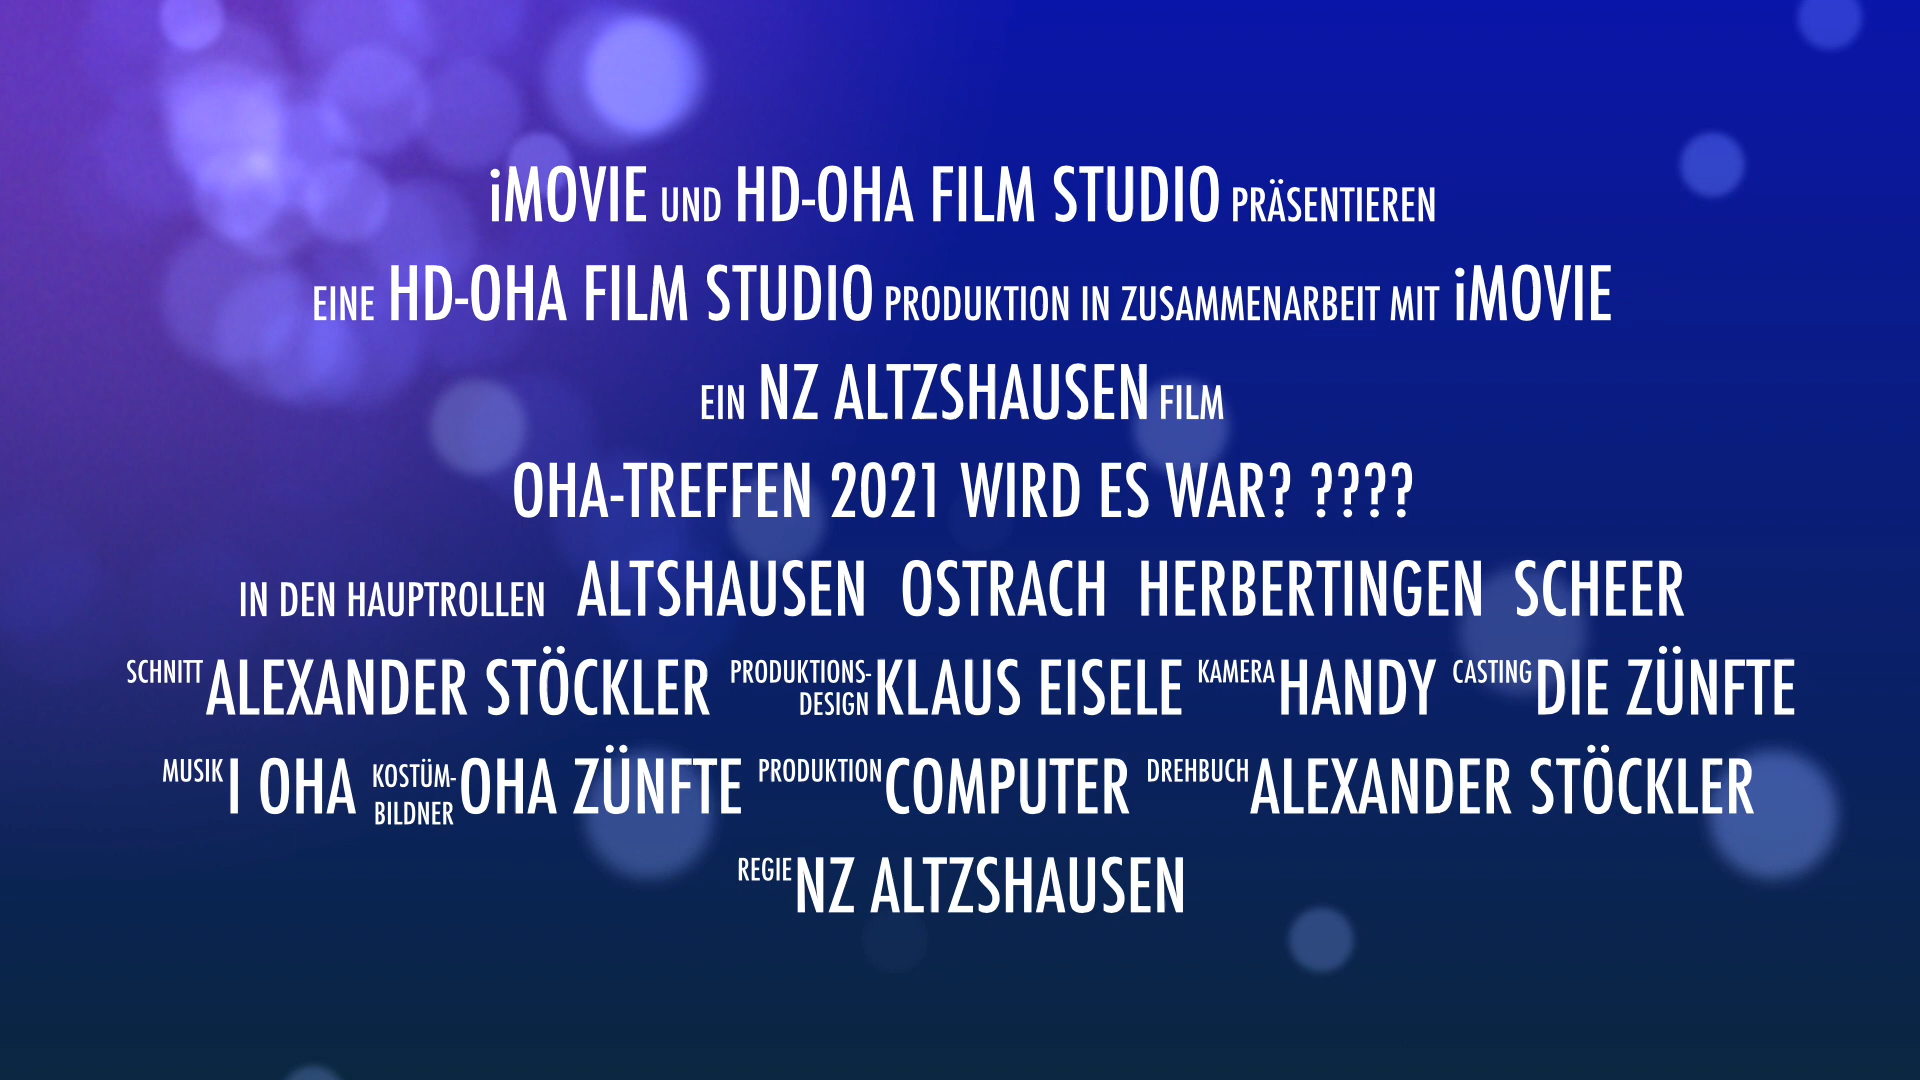 iMOVIE UND HD-OHA FILM STUDIO PRÄSENTIEREN
EINE HD-OHA FILM STUDIO PRODUKTION IN ZUSAMMENARBEIT MIT iMOVIE
EIN NZ ALTZSHAUSEN FILM
OHA-TREFFEN 2021 WIRD ES WAR? ????
IN DEN HAUPTROLLEN ALTSHAUSEN OSTRACH HERBERTINGEN SCHEER
SCHNITT ALEXANDER STÖCKLER PRODUKTIONS-DESIGN KLAUS EISELE KAMERA HANDY CASTING DIE ZÜNFTE
MUSIK I OHA KOSTÜM-BILDNER OHA ZÜNFTE PRODUKTION COMPUTER DREHBUCH ALEXANDER STÖCKLER
REGIE NZ ALTZSHAUSEN